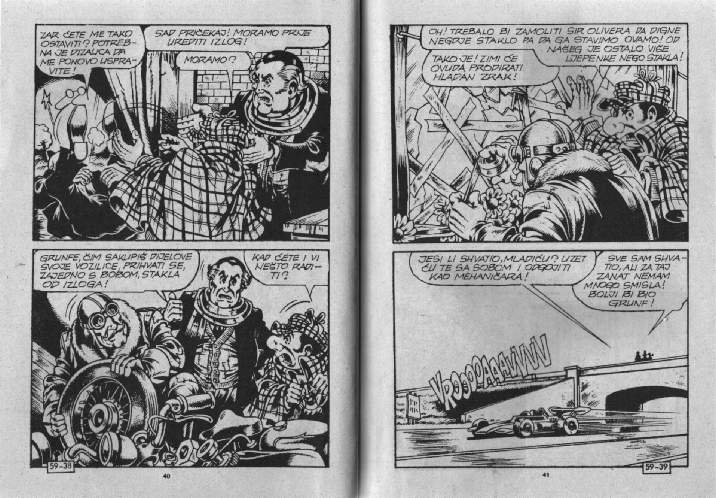 ZAR ĆETE ME TAKO
OSTAVITI? POTREB-
NA JE DIZALICA DA
ME PONOVO USPRA-
VITE!
SAD PRIČEKAJ! MORAMO PRIJE
UREDITI IZLOG!
MORAMO!?
GRUNFE, ČIM SAKUPIŠ DIJELOVE
SVOJE VOZILICE, PRIHVATI SE,
ZAJEDNO S BOBOM, STAKLA
OD IZLOGA!
KAD ĆETE I VI
NEŠTO RADI-
TI?
59-38
40
OH! TREBALO BI ZAMOLITI SIR OLIVERA DA DIGNE
NEGDJE STAKLO PA DA GA STAVIMO OVAMO! OD
NAŠEG JE OSTALO VIŠE
LJEPENKE NEGO STAKLA!
TAKO JE! ZIMI ĆE
OVUDA PRODIRATI
HLADAN ZRAK!
JESI LI SHVATIO, MLADIĆU? UZET
ĆU TE SA SOBOM I ODGOJITI
KAO MEHANIČARA!
SVE SAM SHVA-
TIO, ALI ZA TAJ
ZANAT NEMAM
MNOGO SMISLA!
BOLJI BI BIO
GRUNF!
59-39
41